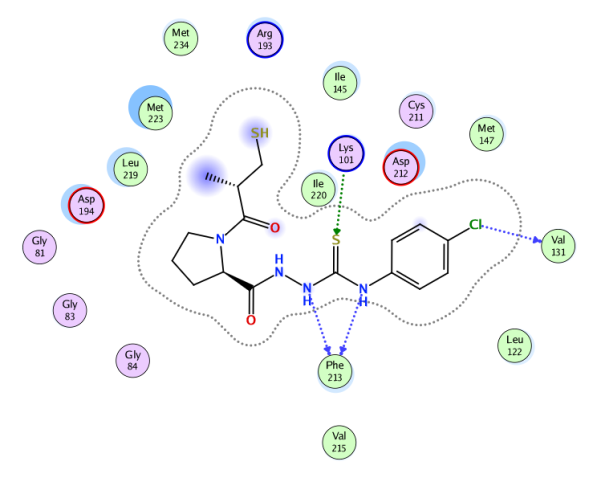 Met
234
Arg
193
Ile
145
Met
223
Cys
211
Met
147
SH
Lys
101
Leu
219
Asp
212
Ile
220
Asp
194
O
N
S
Cl
Gly
81
Val
131
H
N
N
H
N
H
O
Gly
83
Leu
122
Gly
84
Phe
213
Val
215